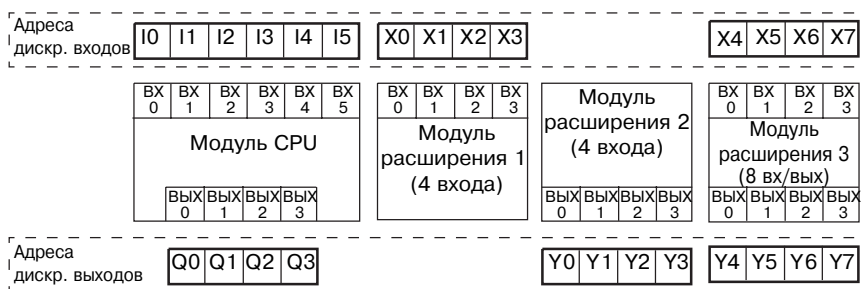 Адреса
дискр. входов
I0 I1 I2 I3 I4 I5 X0 X1 X2 X3 X4 X5 X6 X7
ВХ 0 ВХ 1 ВХ 2 ВХ 3 ВХ 4 ВХ 5
Модуль CPU
ВЫХ 0 ВЫХ 1 ВЫХ 2 ВЫХ 3
ВХ 0 ВХ 1 ВХ 2 ВХ 3
Модуль
расширения 1
(4 входа)
Модуль
расширения 2
(4 входа)
ВЫХ 0 ВЫХ 1 ВЫХ 2 ВЫХ 3
ВХ 0 ВХ 1 ВХ 2 ВХ 3
Модуль
расширения 3
(8 вх/вых)
ВЫХ 0 ВЫХ 1 ВЫХ 2 ВЫХ 3
Адреса
дискр. выходов
Q0 Q1 Q2 Q3 Y0 Y1 Y2 Y3 Y4 Y5 Y6 Y7